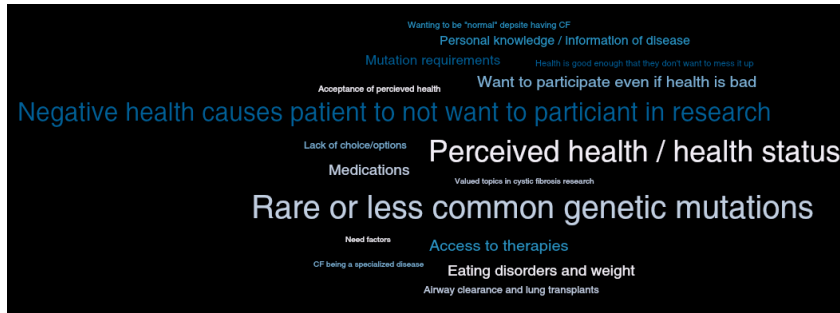 Wanting to be "normal" depsite having CF
Personal knowledge / information of disease
Mutation requirements
Health is good enough that they don't want to mess it up
Want to participate even if health is bad
Acceptance of percieved health
Negative health causes patient to not want to particiant in research
Lack of choice/options
Perceived health / health status
Medications
Valued topics in cystic fibrosis research
Rare or less common genetic mutations
Need factors
Access to therapies
CF being a specialized disease
Eating disorders and weight
Airway clearance and lung transplants